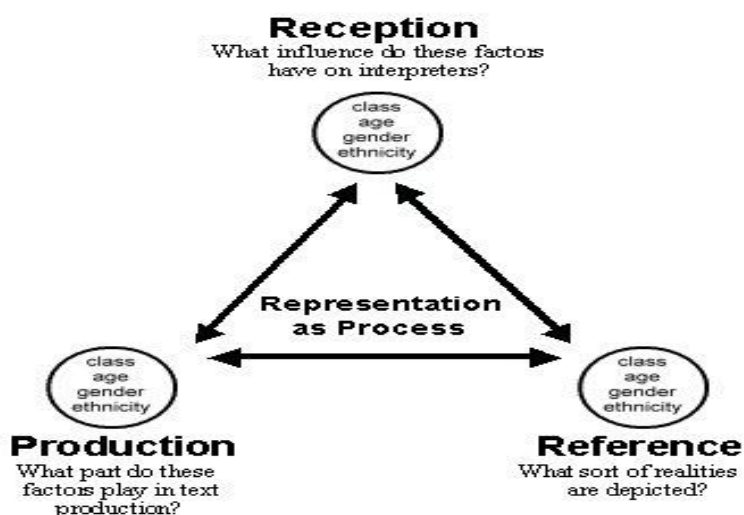 Reception
What influence do these factors
have on interpreters?
class
age
gender
ethnicity
Representation
as Process
class
age
gender
ethnicity
Production
What part do these
factors play in text
production?
class
age
gender
ethnicity
Reference
What sort of realities
are depicted?